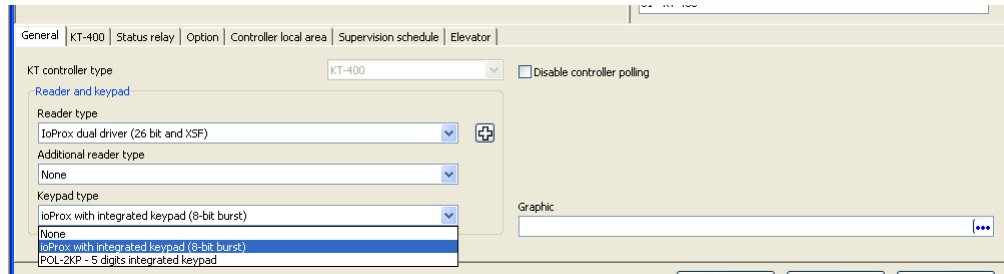 General KT-400 Status relay Option Controller local area Supervision schedule Elevator
KT controller type
KT-400
Disable controller polling
Reader and keypad
Reader type
IoProx dual driver (26 bit and XSF)
Additional reader type
None
Keypad type
ioProx with integrated keypad (8-bit burst)
None
ioProx with integrated keypad (8-bit burst)
POL-2KP - 5 digits integrated keypad
Graphic